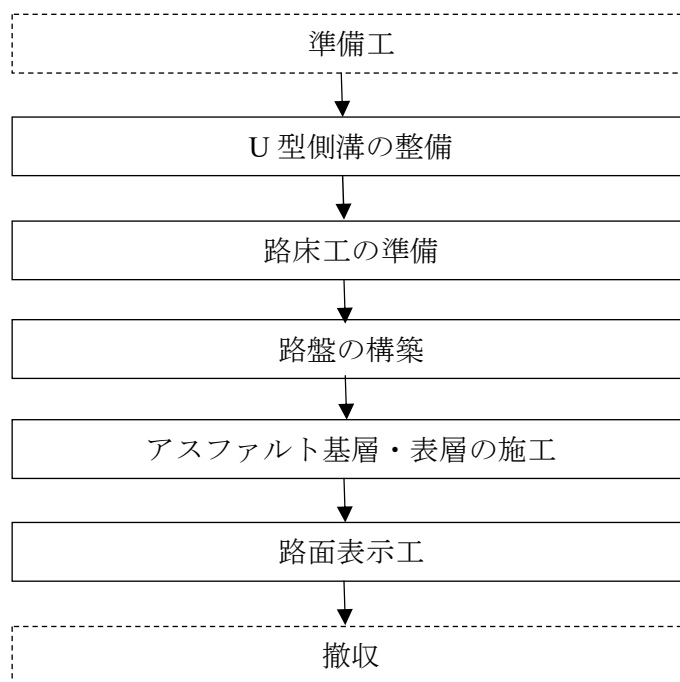 準備工
U 型側溝の整備
路床工の準備
路盤の構築
アスファルト基層・表層の施工
路面表示工
撤収